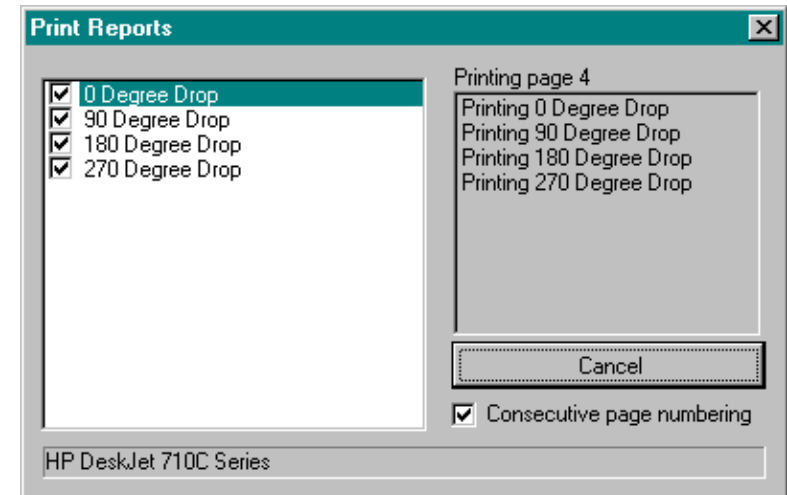 Print Reports
0 Degree Drop
90 Degree Drop
180 Degree Drop
270 Degree Drop
Printing page 4
Printing 0 Degree Drop
Printing 90 Degree Drop
Printing 180 Degree Drop
Printing 270 Degree Drop
Cancel
Consecutive page numbering
HP DeskJet 710C Series